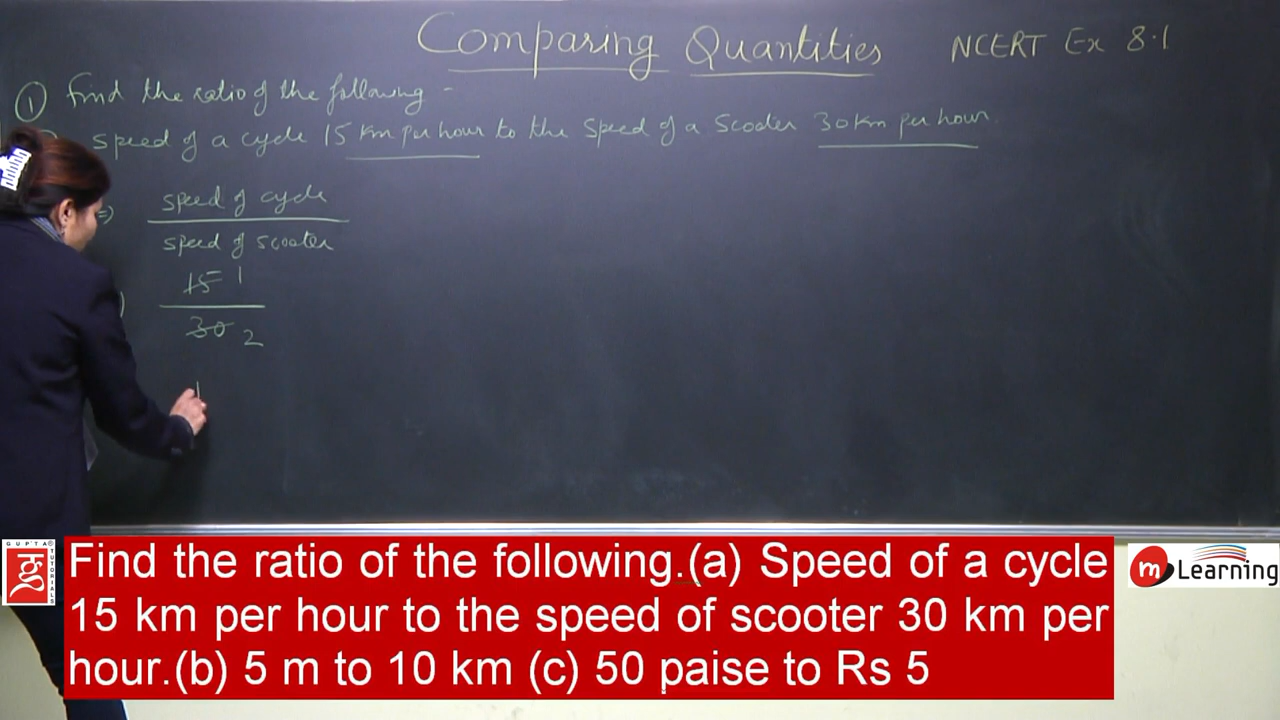 Comparing Quantities NCERT Ex 8.1
① Find the ratio of the following -
speed of a cycle 15 km per hour to the speed of a scooter 30 km per hour.
=) speed of cycle
speed of scooter
15 1
30 2
1
Find the ratio of the following.(a) Speed of a cycle
15 km per hour to the speed of scooter 30 km per
hour.(b) 5 m to 10 km (c) 50 paise to Rs 5
GUPTA
TUTORIALS
m Learning